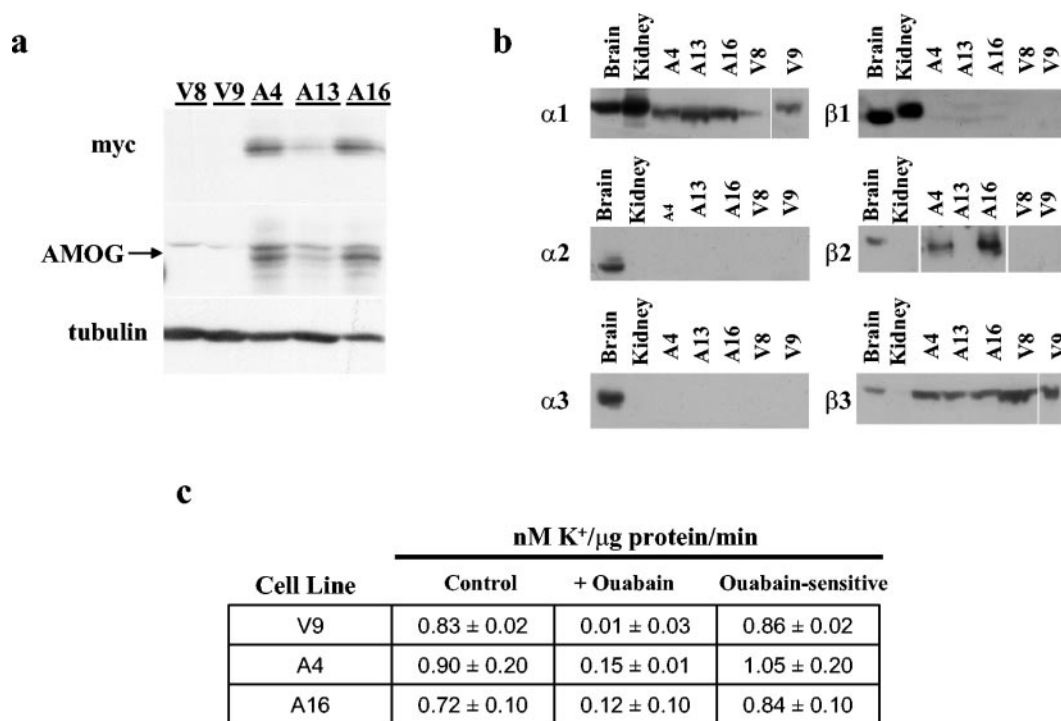 a
V8 V9 A4 A13 A16
myc
AMOG
tubulin
b
Brain Kidney A4 A13 A16 V8 V9
α1
Brain Kidney A4 A13 A16 V8 V9
α2
Brain Kidney A4 A13 A16 V8 V9
α3
Brain Kidney A4 A13 A16 V8 V9
β1
Brain Kidney A4 A13 A16 V8 V9
β2
Brain Kidney A4 A13 A16 V8 V9
β3
c
nM K⁺/μg protein/min
Cell Line Control + Ouabain Ouabain-sensitive
V9 0.83 ± 0.02 0.01 ± 0.03 0.86 ± 0.02
A4 0.90 ± 0.20 0.15 ± 0.01 1.05 ± 0.20
A16 0.72 ± 0.10 0.12 ± 0.10 0.84 ± 0.10